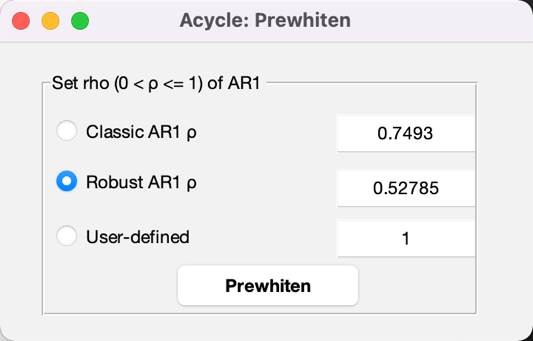 Acycle: Prewhiten
Set rho (0 < ρ <= 1) of AR1
Classic AR1 ρ 0.7493
Robust AR1 ρ 0.52785
User-defined 1
Prewhiten